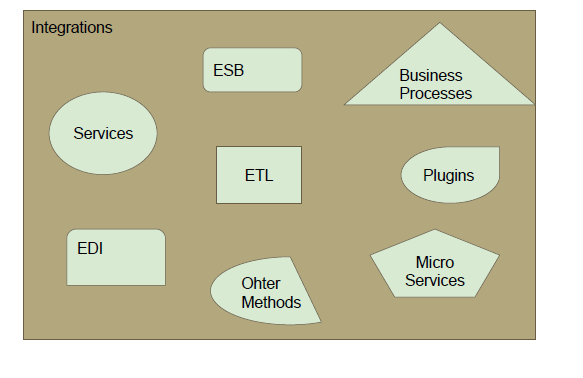 Integrations
ESB
Business
Processes
Services
ETL
Plugins
EDI
Ohter
Methods
Micro
Services